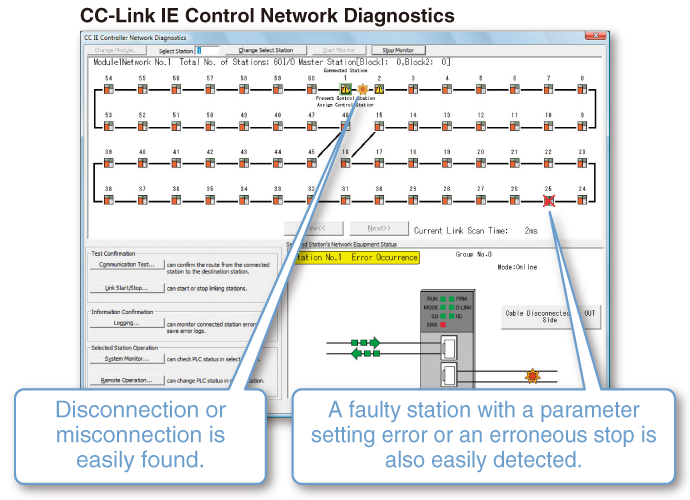 CC-Link IE Control Network Diagnostics
CC IE Controller Network Diagnostics
Change Module... Select Station 1 Change Select Station Start Monitor Stop Monitor
Module1Network No.1 Total No. of Stations: 60I/O Master Station[Block1: 0,Block2: 0]
Connected Station
54 55 56 57 58 59 60 1 2 3 4 5 6 7 8
Present Control Station
Assign Control Station
53 52 51 50 49 48 47 46 15 14 13 12 11 10 9
39 40 41 42 43 44 45 16 17 18 19 20 21 22 23
38 37 36 35 34 33 32 31 30 29 28 27 26 25 24
Next>> Current Link Scan Time: 2ms
Selected Station's Network Equipment Status
Station No.1 Error Occurrence Group No.0
Mode:Online
Test Confirmation
Communication Test... can confirm the route from the connected
station to the destination station.
Link Start/Stop... can start or stop linking stations.
Information Confirmation
Logging... can monitor connected station error
save error logs.
Selected Station Operation
System Monitor... can check PLC status in select
Remote Operation... can change PLC status in
RUN PRM
MODE D LINK
SD RD
ERR
Cable Disconnected OUT
Side
Disconnection or
misconnection is
easily found.
A faulty station with a parameter
setting error or an erroneous stop is
also easily detected.